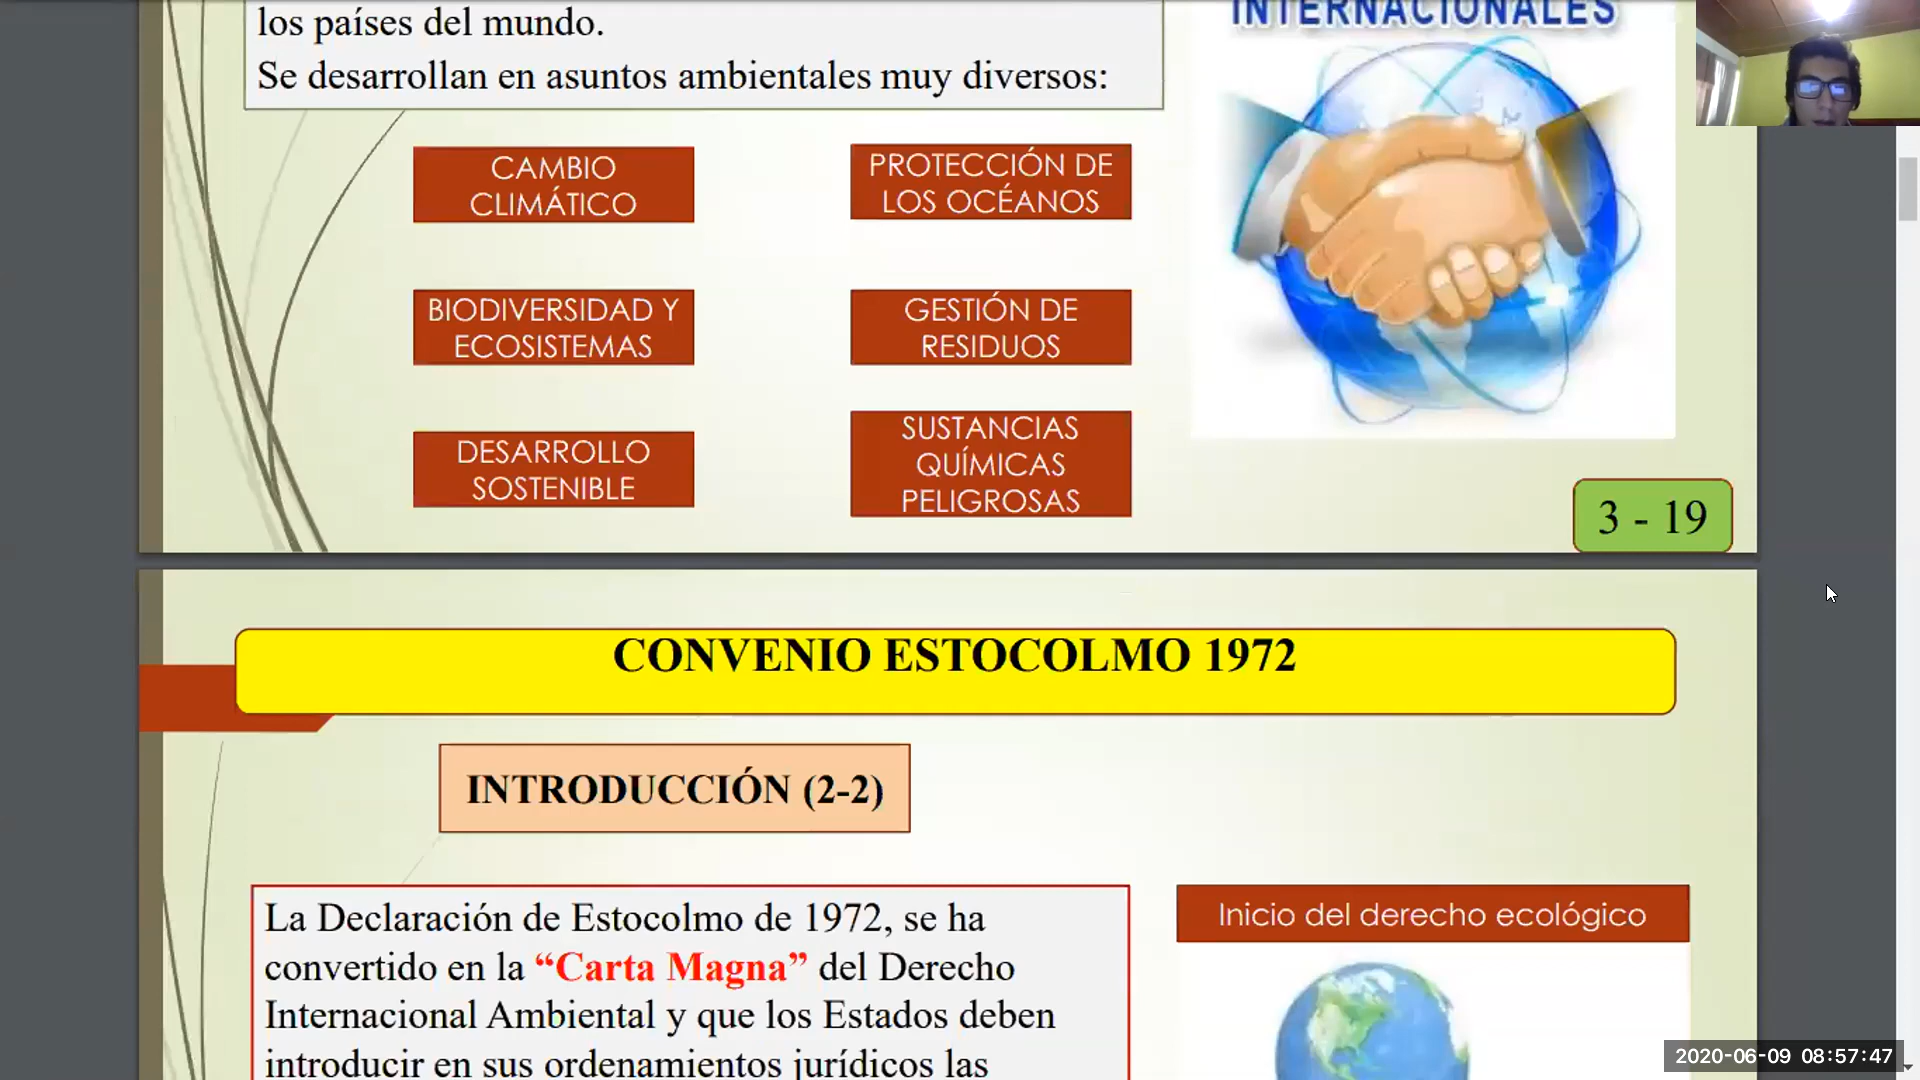 los países del mundo.
Se desarrollan en asuntos ambientales muy diversos:
INTERNACIONALES
CAMBIO
CLIMÁTICO
PROTECCIÓN DE
LOS OCÉANOS
BIODIVERSIDAD Y
ECOSISTEMAS
GESTIÓN DE
RESIDUOS
DESARROLLO
SOSTENIBLE
SUSTANCIAS
QUÍMICAS
PELIGROSAS
3 - 19
CONVENIO ESTOCOLMO 1972
INTRODUCCIÓN (2-2)
La Declaración de Estocolmo de 1972, se ha
convertido en la “Carta Magna” del Derecho
Internacional Ambiental y que los Estados deben
introducir en sus ordenamientos jurídicos las
Inicio del derecho ecológico
2020-06-09 08:57:47